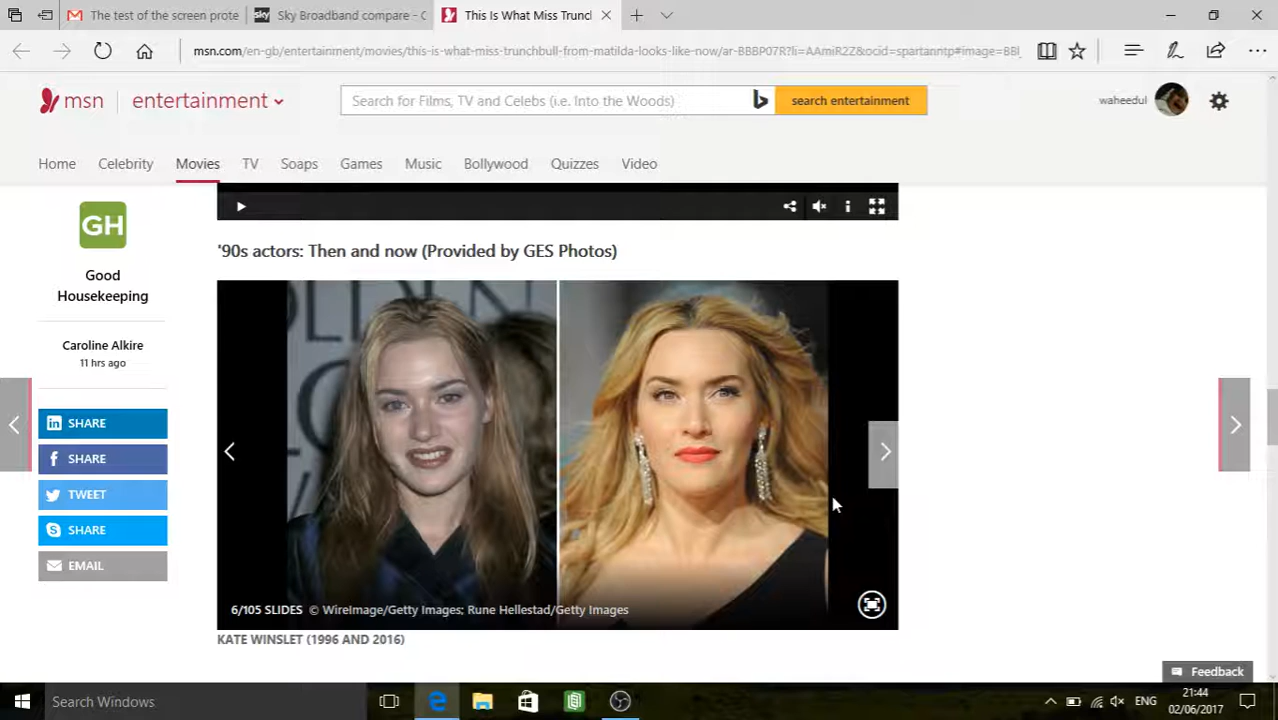 The test of the screen prote
Sky Broadband compare - G
This Is What Miss Trunchb
msn.com/en-gb/entertainment/movies/this-is-what-miss-trunchbull-from-matilda-looks-like-now/ar-BBBP07R?li=AAmiR2Z&ocid=spartanntp#image=BBl
msn entertainment
Search for Films, TV and Celebs (i.e. Into the Woods)
search entertainment
waheedul
Home Celebrity Movies TV Soaps Games Music Bollywood Quizzes Video
GH
Good
Housekeeping
Caroline Alkire
11 hrs ago
SHARE
SHARE
TWEET
SHARE
EMAIL
'90s actors: Then and now (Provided by GES Photos)
OLDEN
6/105 SLIDES © WireImage/Getty Images; Rune Hellestad/Getty Images
KATE WINSLET (1996 AND 2016)
Feedback
Search Windows
ENG
21:44
02/06/2017